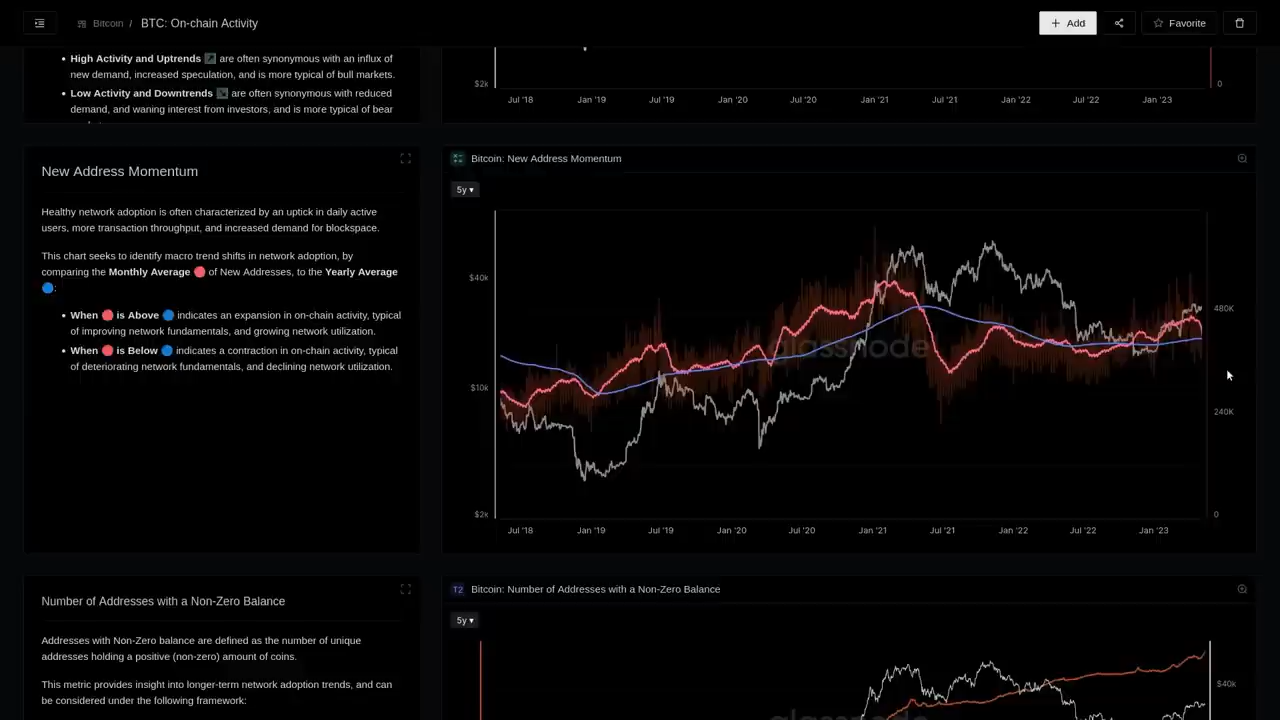 Bitcoin / BTC: On-chain Activity
Add
Favorite
High Activity and Uptrends are often synonymous with an influx of
new demand, increased speculation, and is more typical of bull markets.
Low Activity and Downtrends are often synonymous with reduced
demand, and waning interest from investors, and is more typical of bear
$2k
0
Jul '18 Jan '19 Jul '19 Jan '20 Jul '20 Jan '21 Jul '21 Jan '22 Jul '22 Jan '23
New Address Momentum
Healthy network adoption is often characterized by an uptick in daily active
users, more transaction throughput, and increased demand for blockspace.
This chart seeks to identify macro trend shifts in network adoption, by
comparing the Monthly Average 🔴 of New Addresses, to the Yearly Average
🔵:
When 🔴 is Above 🔵 indicates an expansion in on-chain activity, typical
of improving network fundamentals, and growing network utilization.
When 🔴 is Below 🔵 indicates a contraction in on-chain activity, typical
of deteriorating network fundamentals, and declining network utilization.
Bitcoin: New Address Momentum
5y ▾
$40k
480K
glassnode
$10k
240K
$2k
0
Jul '18 Jan '19 Jul '19 Jan '20 Jul '20 Jan '21 Jul '21 Jan '22 Jul '22 Jan '23
Number of Addresses with a Non-Zero Balance
Addresses with Non-Zero balance are defined as the number of unique
addresses holding a positive (non-zero) amount of coins.
This metric provides insight into longer-term network adoption trends, and can
be considered under the following framework:
T2 Bitcoin: Number of Addresses with a Non-Zero Balance
5y ▾
$40k
glassnode